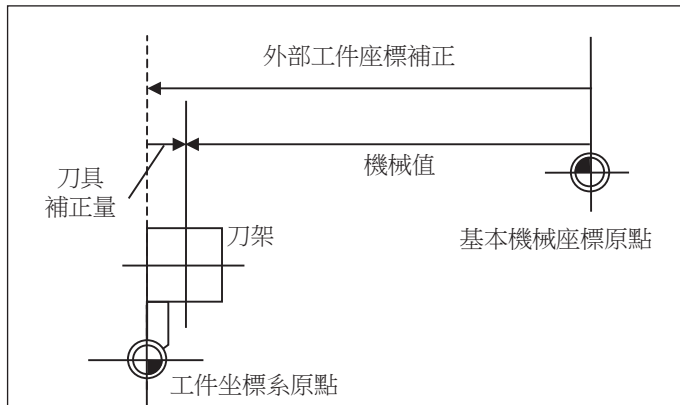 外部工件座標補正
機械值
刀具
補正量
刀架
基本機械座標原點
工件坐標系原點